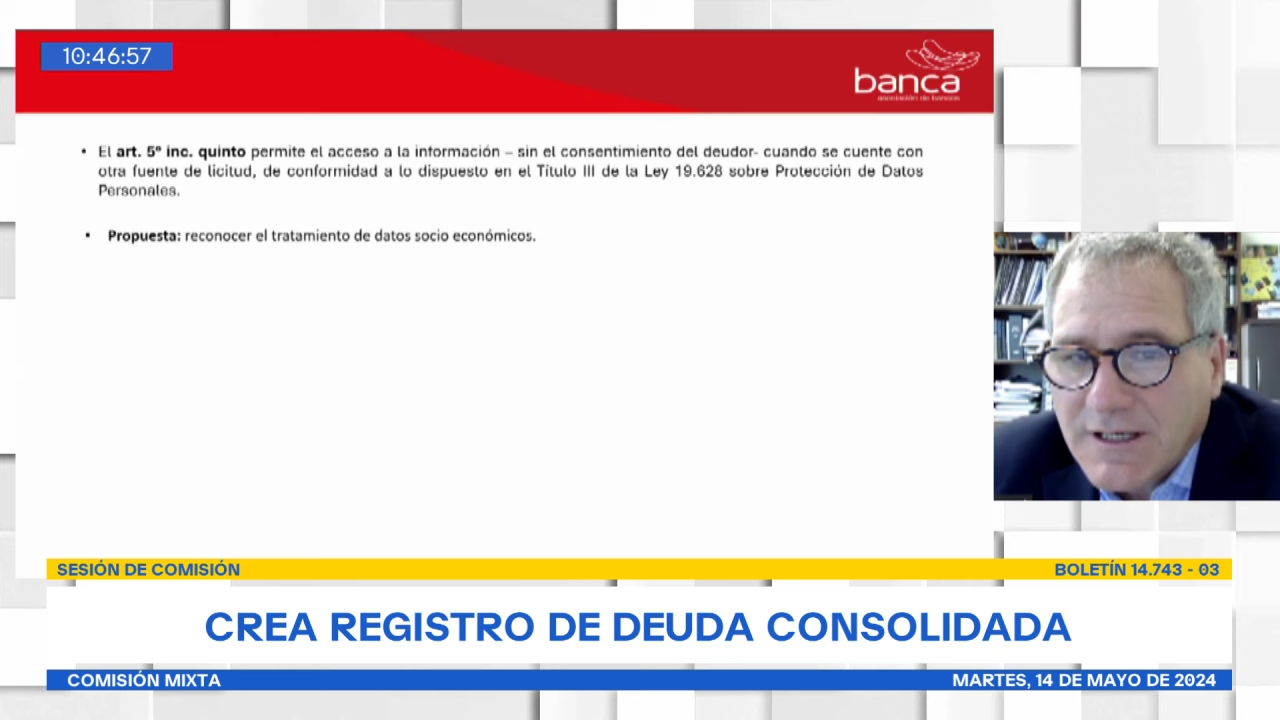 10:46:57
banca
asociación de bancos
• El art. 5° inc. quinto permite el acceso a la información – sin el consentimiento del deudor- cuando se cuente con
otra fuente de licitud, de conformidad a lo dispuesto en el Título III de la Ley 19.628 sobre Protección de Datos
Personales.
• Propuesta: reconocer el tratamiento de datos socio económicos.
SESIÓN DE COMISIÓN
BOLETÍN 14.743 - 03
CREA REGISTRO DE DEUDA CONSOLIDADA
COMISIÓN MIXTA
MARTES, 14 DE MAYO DE 2024